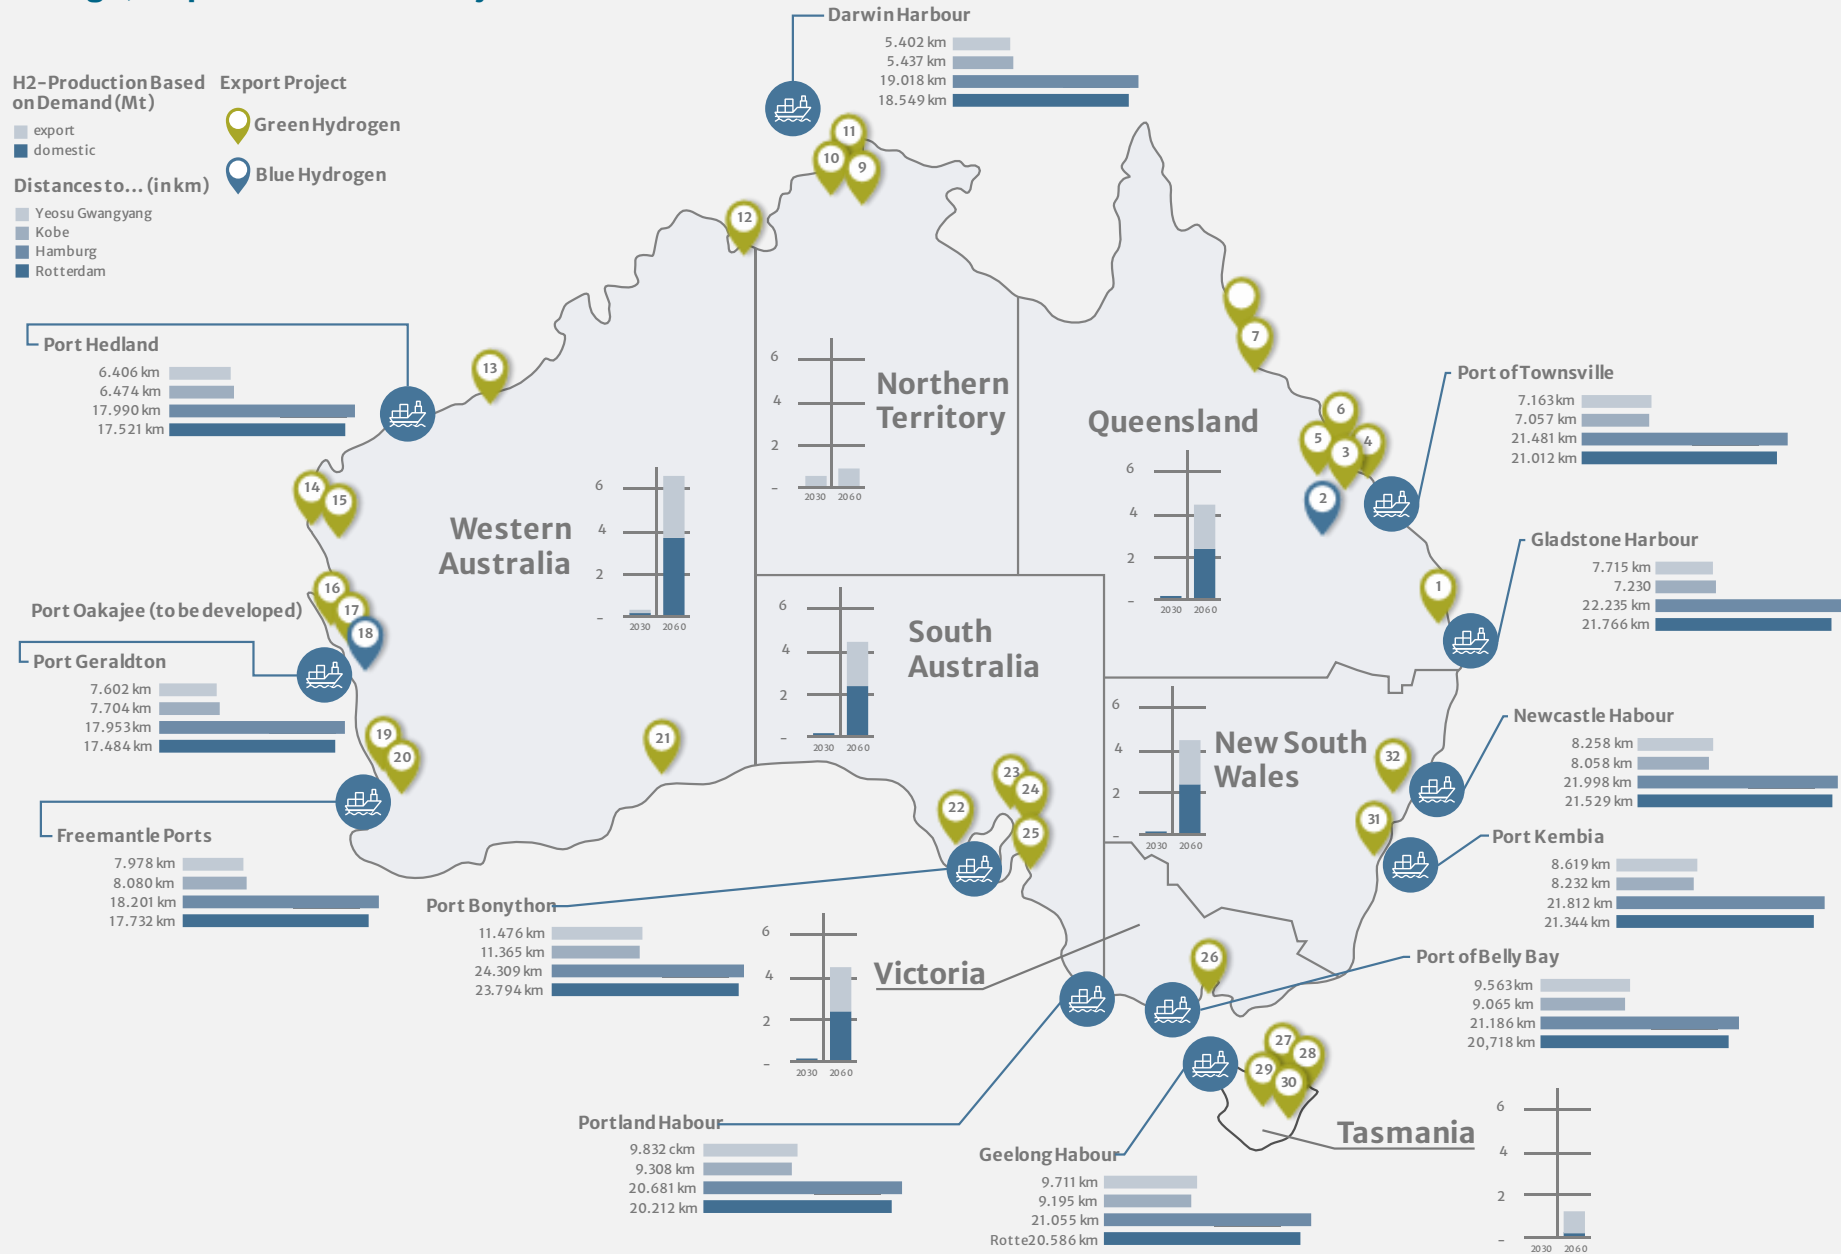 Darwin Harbour
5.402 km
5.437 km
19.018 km
18.549 km
H2-Production Based
on Demand (Mt)
export
domestic
Distances to... (in km)
Yeosu Gwangyang
Kobe
Hamburg
Rotterdam
Export Project
Green Hydrogen
Blue Hydrogen
11
10
9
12
13
7
6
5
4
3
2
1
14
15
16
17
18
19
20
21
22
23
24
25
26
27
28
29
30
31
32
Port Hedland
6.406 km
6.474 km
17.990 km
17.521 km
Northern
Territory
6
4
2
–
2030
2060
Queensland
6
4
2
–
2030
2060
Port of Townsville
7.163km
7.057 km
21.481 km
21.012 km
Western
Australia
6
4
2
–
2030
2060
Gladstone Harbour
7.715 km
7.230
22.235 km
21.766 km
Port Oakajee (to be developed)
Port Geraldton
7.602 km
7.704 km
17.953 km
17.484 km
South
Australia
6
4
2
–
2030
2060
New South
Wales
6
4
2
–
2030
2060
Newcastle Habour
8.258 km
8.058 km
21.998 km
21.529 km
Freemantle Ports
7.978 km
8.080 km
18.201 km
17.732 km
Port Kembia
8.619 km
8.232 km
21.812 km
21.344 km
Port Bonython
11.476 km
11.365 km
24.309 km
23.794 km
Victoria
6
4
2
–
2030
2060
Port of Belly Bay
9.563km
9.065 km
21.186 km
20,718 km
Portland Habour
9.832 ckm
9.308 km
20.681 km
20.212 km
Geelong Habour
9.711 km
9.195 km
21.055 km
Rotte20.586 km
Tasmania
6
4
2
–
2030
2060